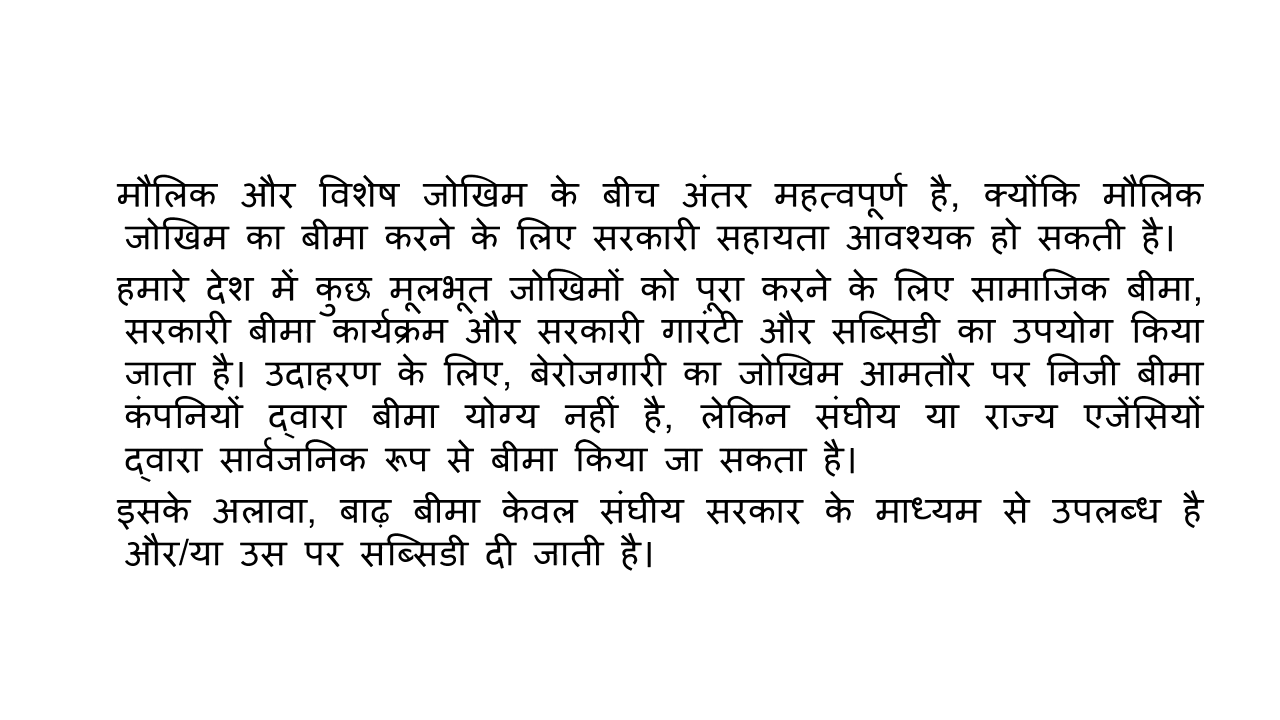 मौलिक और विशेष जोखिम के बीच अंतर महत्वपूर्ण है, क्योंकि मौलिक
जोखिम का बीमा करने के लिए सरकारी सहायता आवश्यक हो सकती है।
हमारे देश में कुछ मूलभूत जोखिमों को पूरा करने के लिए सामाजिक बीमा,
सरकारी बीमा कार्यक्रम और सरकारी गारंटी और सब्सिडी का उपयोग किया
जाता है। उदाहरण के लिए, बेरोजगारी का जोखिम आमतौर पर निजी बीमा
कंपनियों द्वारा बीमा योग्य नहीं है, लेकिन संघीय या राज्य एजेंसियों
द्वारा सार्वजनिक रूप से बीमा किया जा सकता है।
इसके अलावा, बाढ़ बीमा केवल संघीय सरकार के माध्यम से उपलब्ध है
और/या उस पर सब्सिडी दी जाती है।